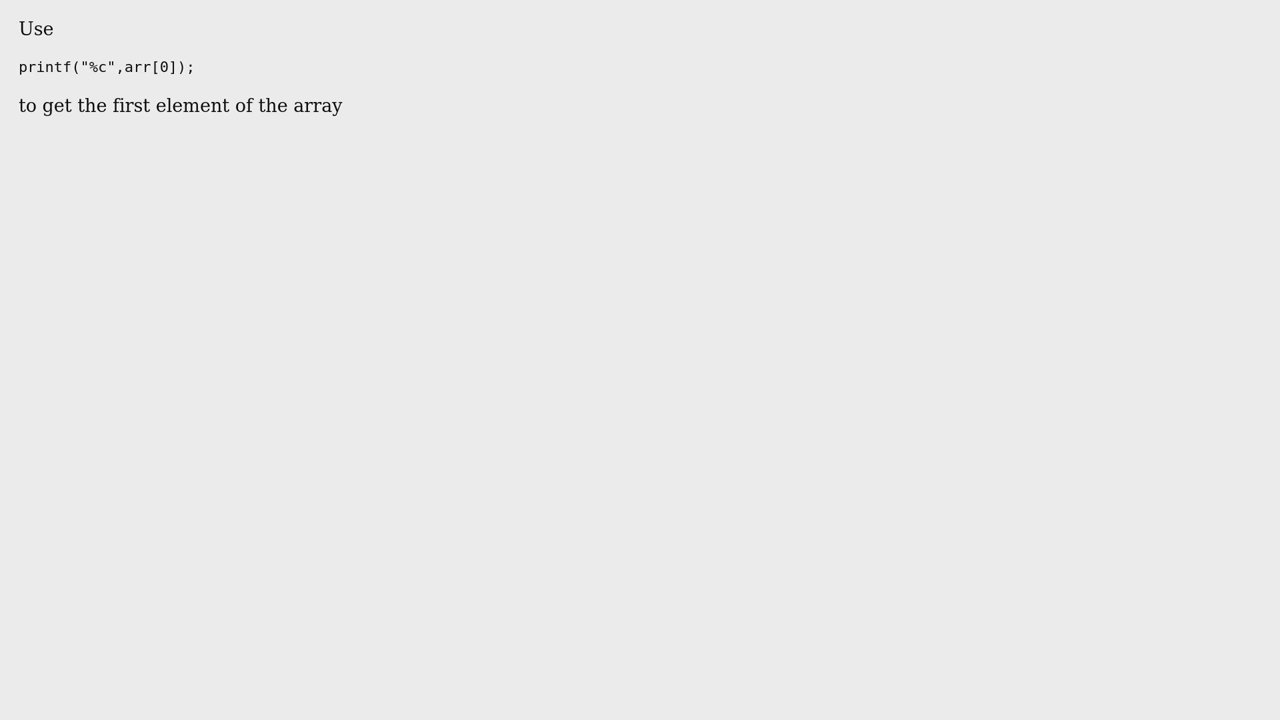 Use
printf("%c",arr[0]);
to get the first element of the array